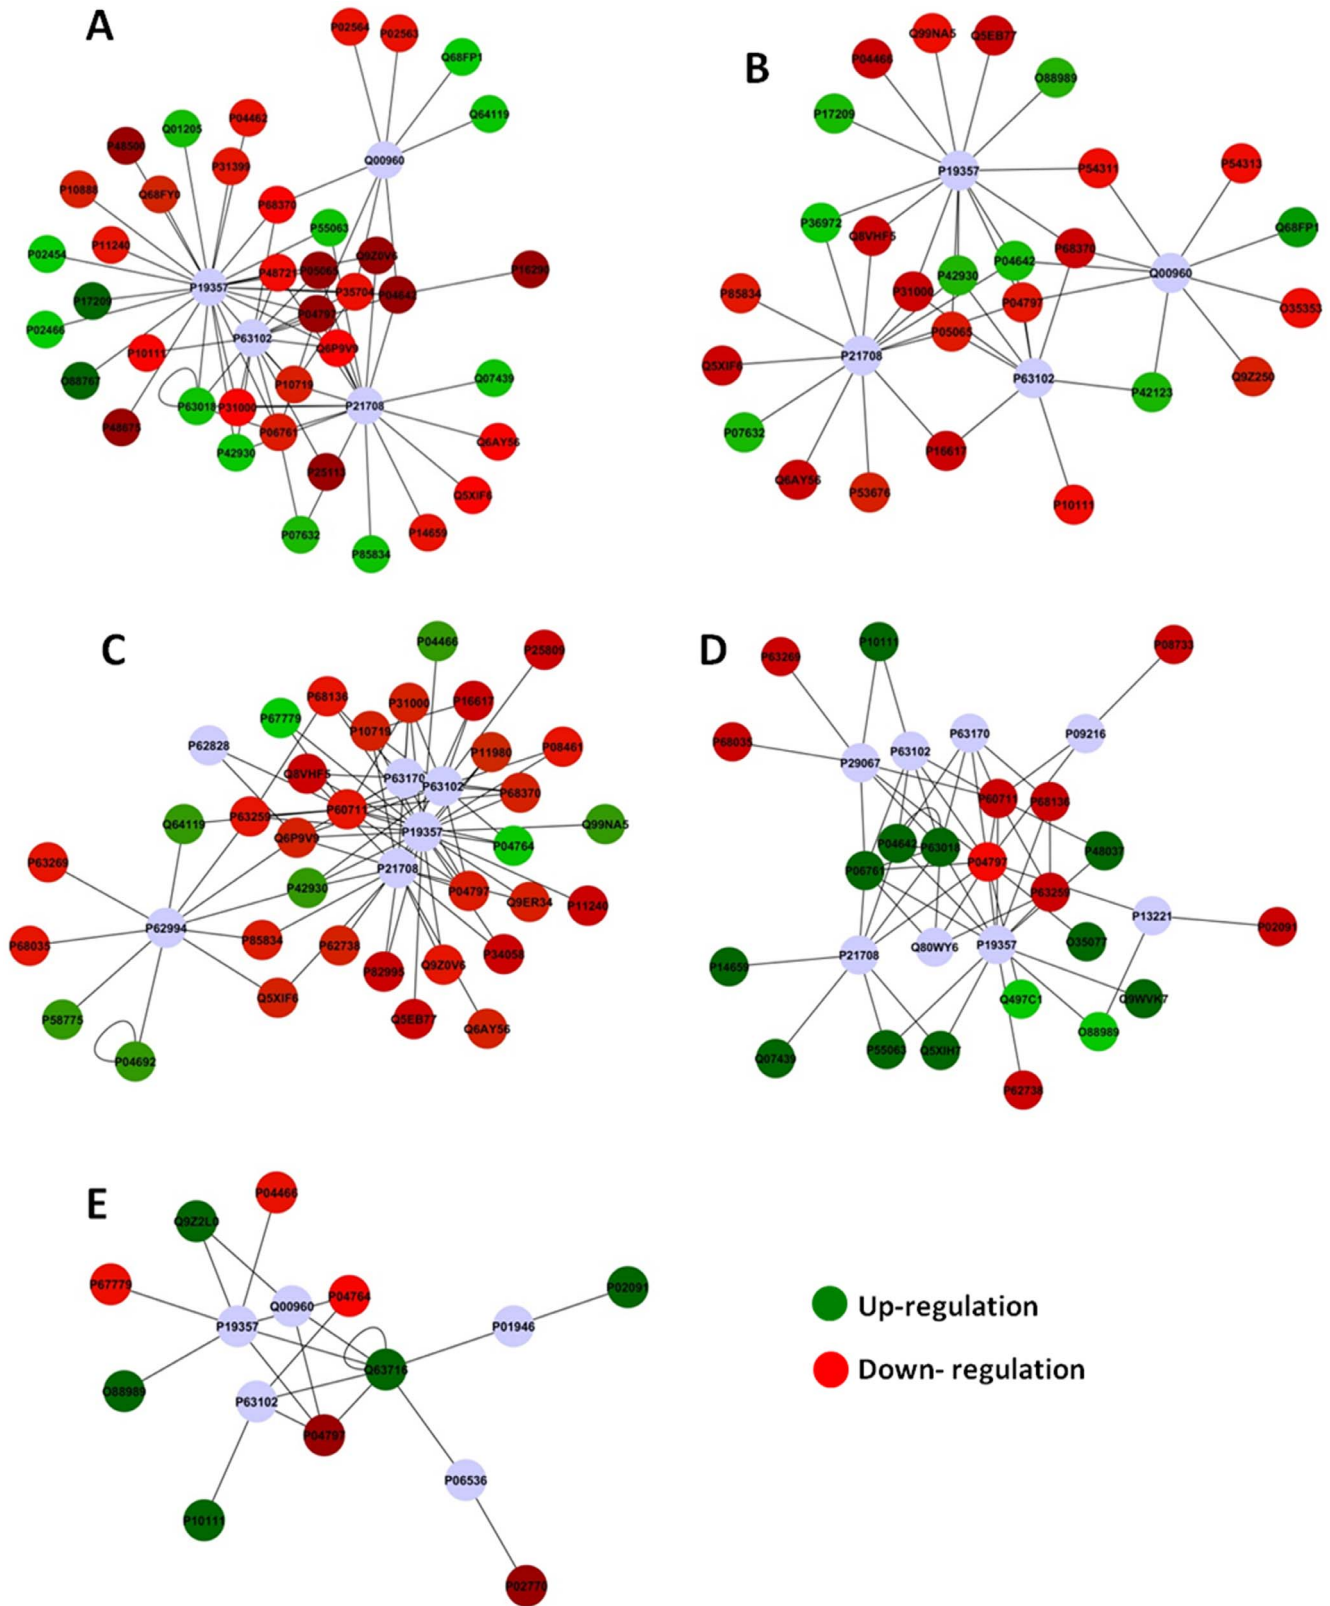 A
P02564
P02563
Q68FP1
Q64119
Q01205
P04462
P48500
P31399
Q00960
P10888
Q68FY0
P68370
P55063
P11240
P02454
Q9Z0V6
P48721
P05065
P16290
P19357
P35704
P04642
P17209
P04797
P02466
P63102
Q6P9V9
P10111
O88767
P10719
Q07439
P63018
P31000
P21708
P48675
P06761
P42930
Q6AY56
P25113
Q5XIF6
P07632
P14659
P85834
B
Q99NA5
Q5EB77
P04466
O88989
P17209
P19357
P54311
P54313
P36972
Q8VHF5
Q68FP1
P68370
P04642
P42930
Q00960
P85834
P31000
P04797
O35353
P05065
P21708
Q5XIF6
P63102
Q9Z250
P42123
P07632
P16617
Q6AY56
P53676
P10111
C
P04466
P25809
P68136
P31000
P16617
P67779
P10719
P62828
P11980
P08461
Q8VHF5
P63170
P63102
P68370
P60711
Q64119
P63259
Q99NA5
Q6P9V9
P19357
P04764
P63269
P21708
P42930
P04797
Q9ER34
P11240
P62994
P68035
P85834
P62738
P34058
P82995
Q9Z0V6
Q5XIF6
P58775
Q5EB77
Q6AY56
P04692
D
P10111
P08733
P63269
P63170
P09216
P68035
P63102
P29067
P60711
P68136
P04642
P63018
P48037
P04797
P06761
P63259
P13221
P02091
P21708
Q80WY6
P19357
O35077
P14659
Q497C1
Q9WVK7
O88989
Q07439
P55063
Q5XIH7
P62738
E
P04466
Q9Z2L0
P67779
P04764
P02091
Q00960
P19357
P01946
Q63716
O88989
P63102
P04797
P06536
P10111
P02770
Up-regulation
Down- regulation